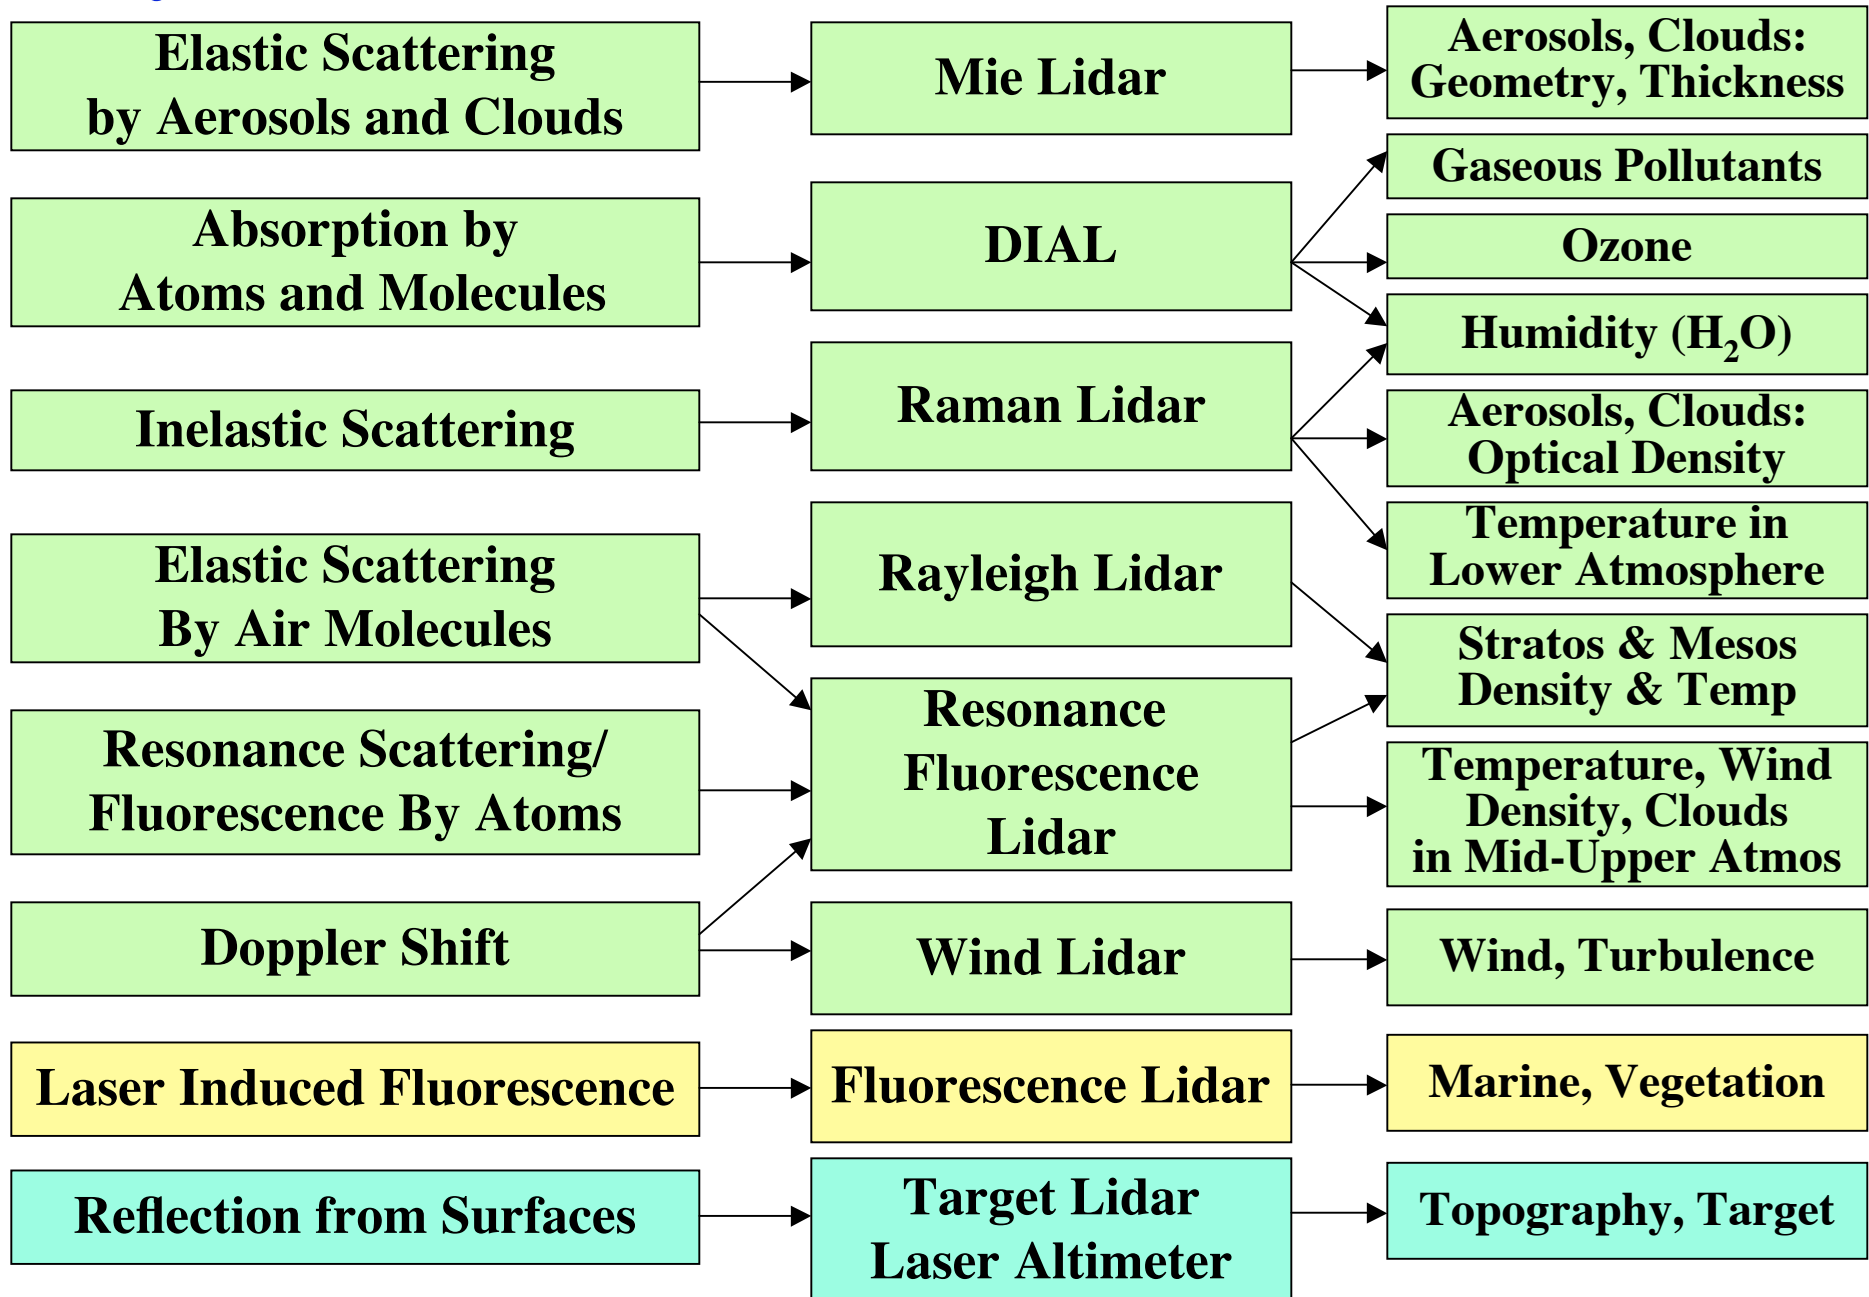 Elastic Scattering
by Aerosols and Clouds
Mie Lidar
Aerosols, Clouds:
Geometry, Thickness
Absorption by
Atoms and Molecules
DIAL
Gaseous Pollutants
Ozone
Humidity (H₂O)
Inelastic Scattering
Raman Lidar
Aerosols, Clouds:
Optical Density
Temperature in
Lower Atmosphere
Elastic Scattering
By Air Molecules
Rayleigh Lidar
Stratos & Mesos
Density & Temp
Resonance Scattering/
Fluorescence By Atoms
Resonance
Fluorescence
Lidar
Temperature, Wind
Density, Clouds
in Mid-Upper Atmos
Doppler Shift
Wind Lidar
Wind, Turbulence
Laser Induced Fluorescence
Fluorescence Lidar
Marine, Vegetation
Reflection from Surfaces
Target Lidar
Laser Altimeter
Topography, Target